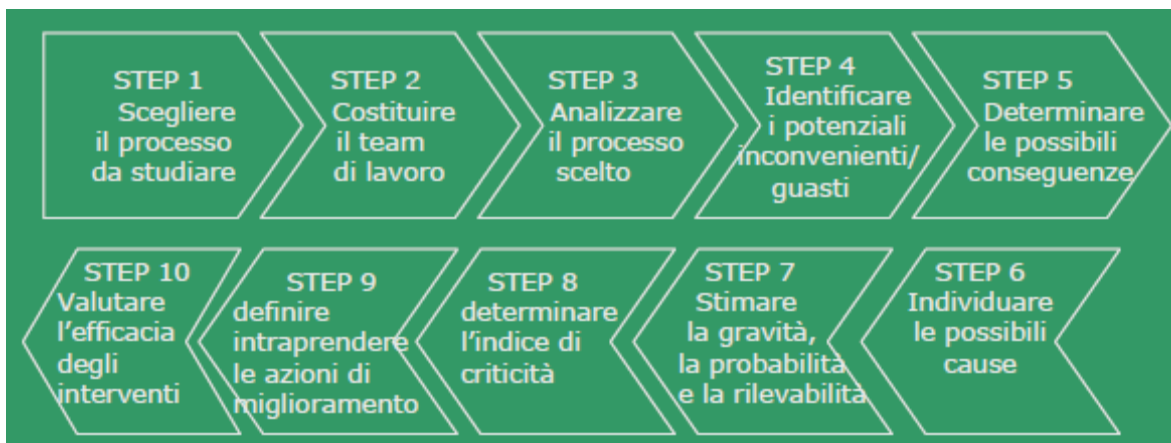 STEP 1
Scegliere
il processo
da studiare
STEP 2
Costituire
il team
di lavoro
STEP 3
Analizzare
il processo
scelto
STEP 4
Identificare
i potenziali
inconvenienti/
guasti
STEP 5
Determinare
le possibili
conseguenze
STEP 6
Individuare
le possibili
cause
STEP 7
Stimare
la gravità,
la probabilità
e la rilevabilità
STEP 8
determinare
l'indice di
criticità
STEP 9
definire
intraprendere
le azioni di
miglioramento
STEP 10
Valutare
l'efficacia
degli
interventi